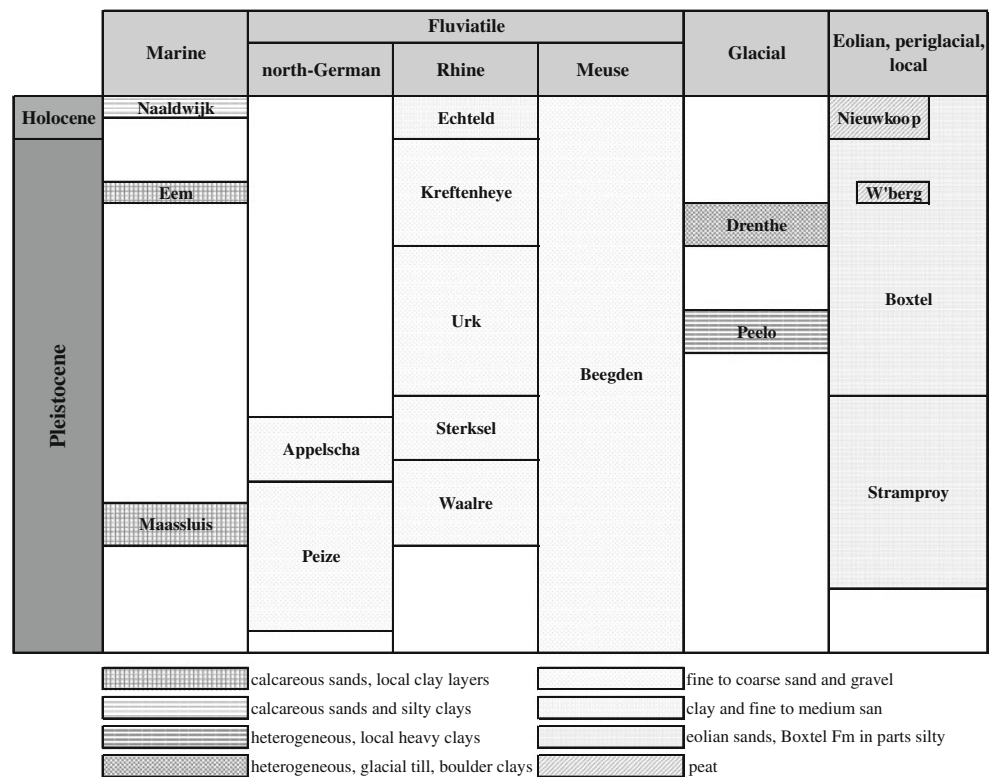 Marine
Fluviatile
north-German
Rhine
Meuse
Glacial
Eolian, periglacial,
local
Holocene
Pleistocene
Naaldwijk
Eem
Maassluis
Appelscha
Peize
Echteld
Kreftenheye
Urk
Sterksel
Waalre
Beegden
Drenthe
Peelo
Nieuwkoop
W'berg
Boxtel
Stramproy
calcareous sands, local clay layers
calcareous sands and silty clays
heterogeneous, local heavy clays
heterogeneous, glacial till, boulder clays
fine to coarse sand and gravel
clay and fine to medium san
eolian sands, Boxtel Fm in parts silty
peat